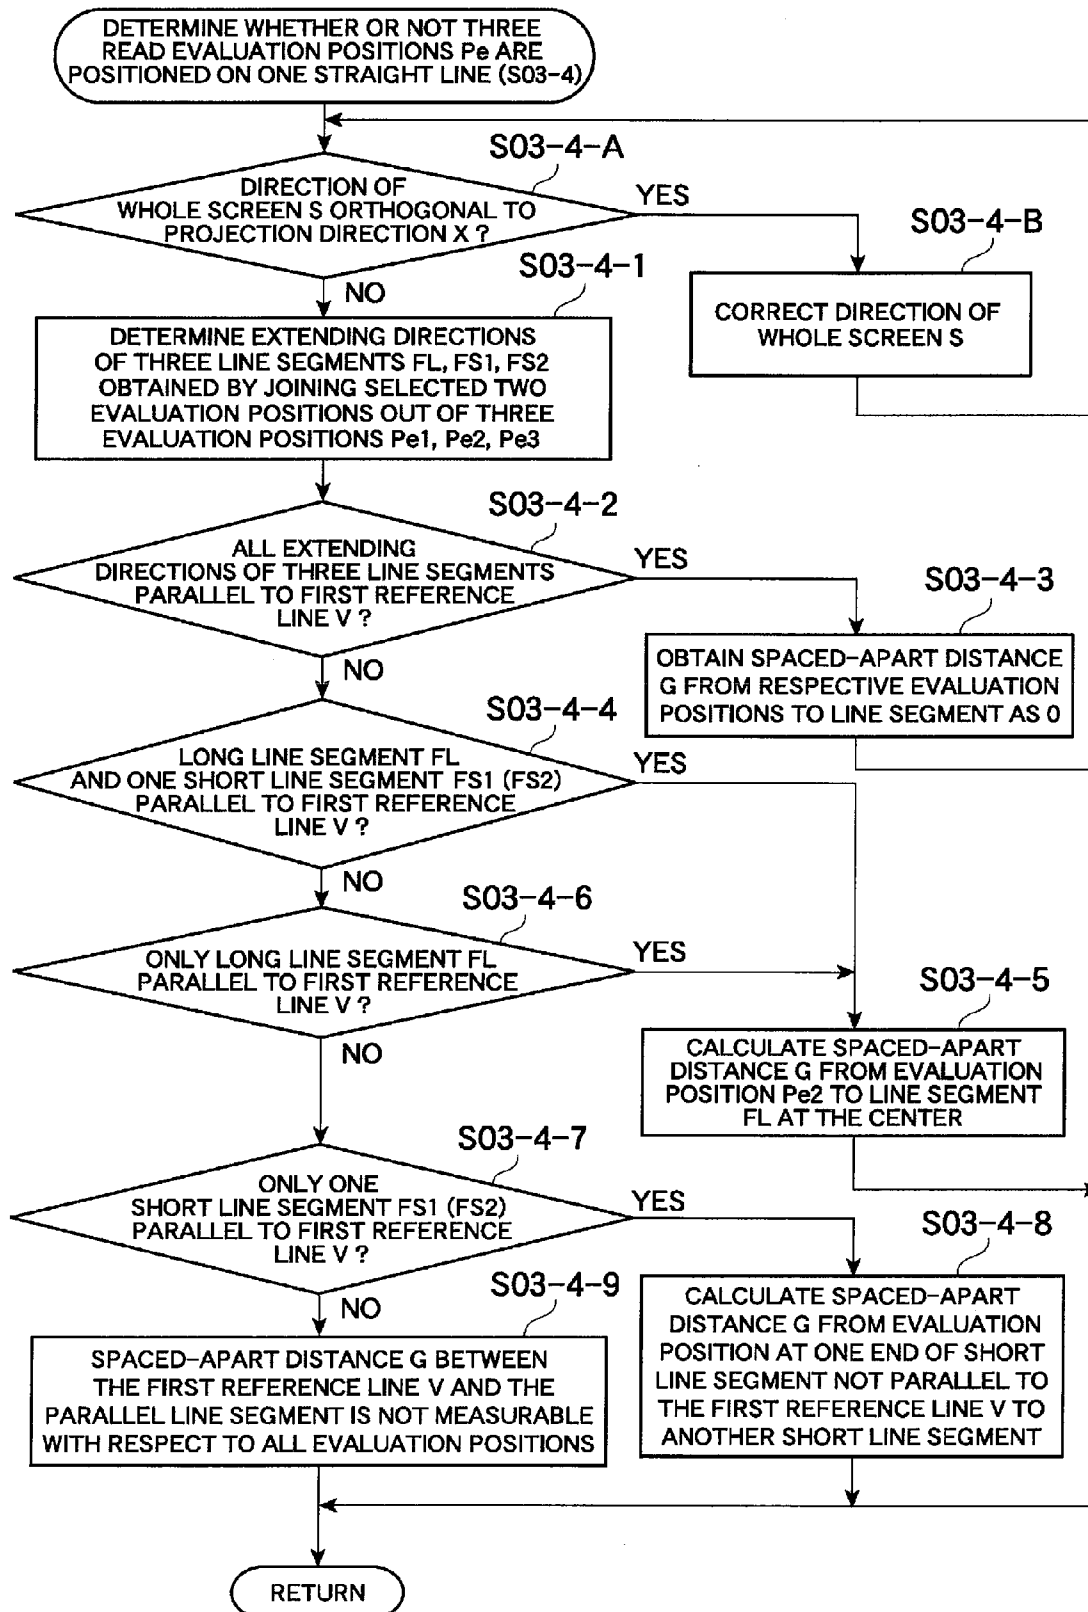 DETERMINE WHETHER OR NOT THREE
READ EVALUATION POSITIONS Pe ARE
POSITIONED ON ONE STRAIGHT LINE (S03-4)
S03-4-A
DIRECTION OF
WHOLE SCREEN S ORTHOGONAL TO
PROJECTION DIRECTION X ?
YES
S03-4-B
CORRECT DIRECTION OF
WHOLE SCREEN S
NO
S03-4-1
DETERMINE EXTENDING DIRECTIONS
OF THREE LINE SEGMENTS FL, FS1, FS2
OBTAINED BY JOINING SELECTED TWO
EVALUATION POSITIONS OUT OF THREE
EVALUATION POSITIONS Pe1, Pe2, Pe3
S03-4-2
ALL EXTENDING
DIRECTIONS OF THREE LINE SEGMENTS
PARALLEL TO FIRST REFERENCE
LINE V ?
YES
S03-4-3
OBTAIN SPACED-APART DISTANCE
G FROM RESPECTIVE EVALUATION
POSITIONS TO LINE SEGMENT AS 0
NO
S03-4-4
LONG LINE SEGMENT FL
AND ONE SHORT LINE SEGMENT FS1 (FS2)
PARALLEL TO FIRST REFERENCE
LINE V ?
YES
NO
S03-4-6
ONLY LONG LINE SEGMENT FL
PARALLEL TO FIRST REFERENCE
LINE V ?
YES
S03-4-5
CALCULATE SPACED-APART
DISTANCE G FROM EVALUATION
POSITION Pe2 TO LINE SEGMENT
FL AT THE CENTER
NO
S03-4-7
ONLY ONE
SHORT LINE SEGMENT FS1 (FS2)
PARALLEL TO FIRST REFERENCE
LINE V ?
YES
S03-4-8
CALCULATE SPACED-APART
DISTANCE G FROM EVALUATION
POSITION AT ONE END OF SHORT
LINE SEGMENT NOT PARALLEL TO
THE FIRST REFERENCE LINE V TO
ANOTHER SHORT LINE SEGMENT
NO
S03-4-9
SPACED-APART DISTANCE G BETWEEN
THE FIRST REFERENCE LINE V AND THE
PARALLEL LINE SEGMENT IS NOT MEASURABLE
WITH RESPECT TO ALL EVALUATION POSITIONS
RETURN